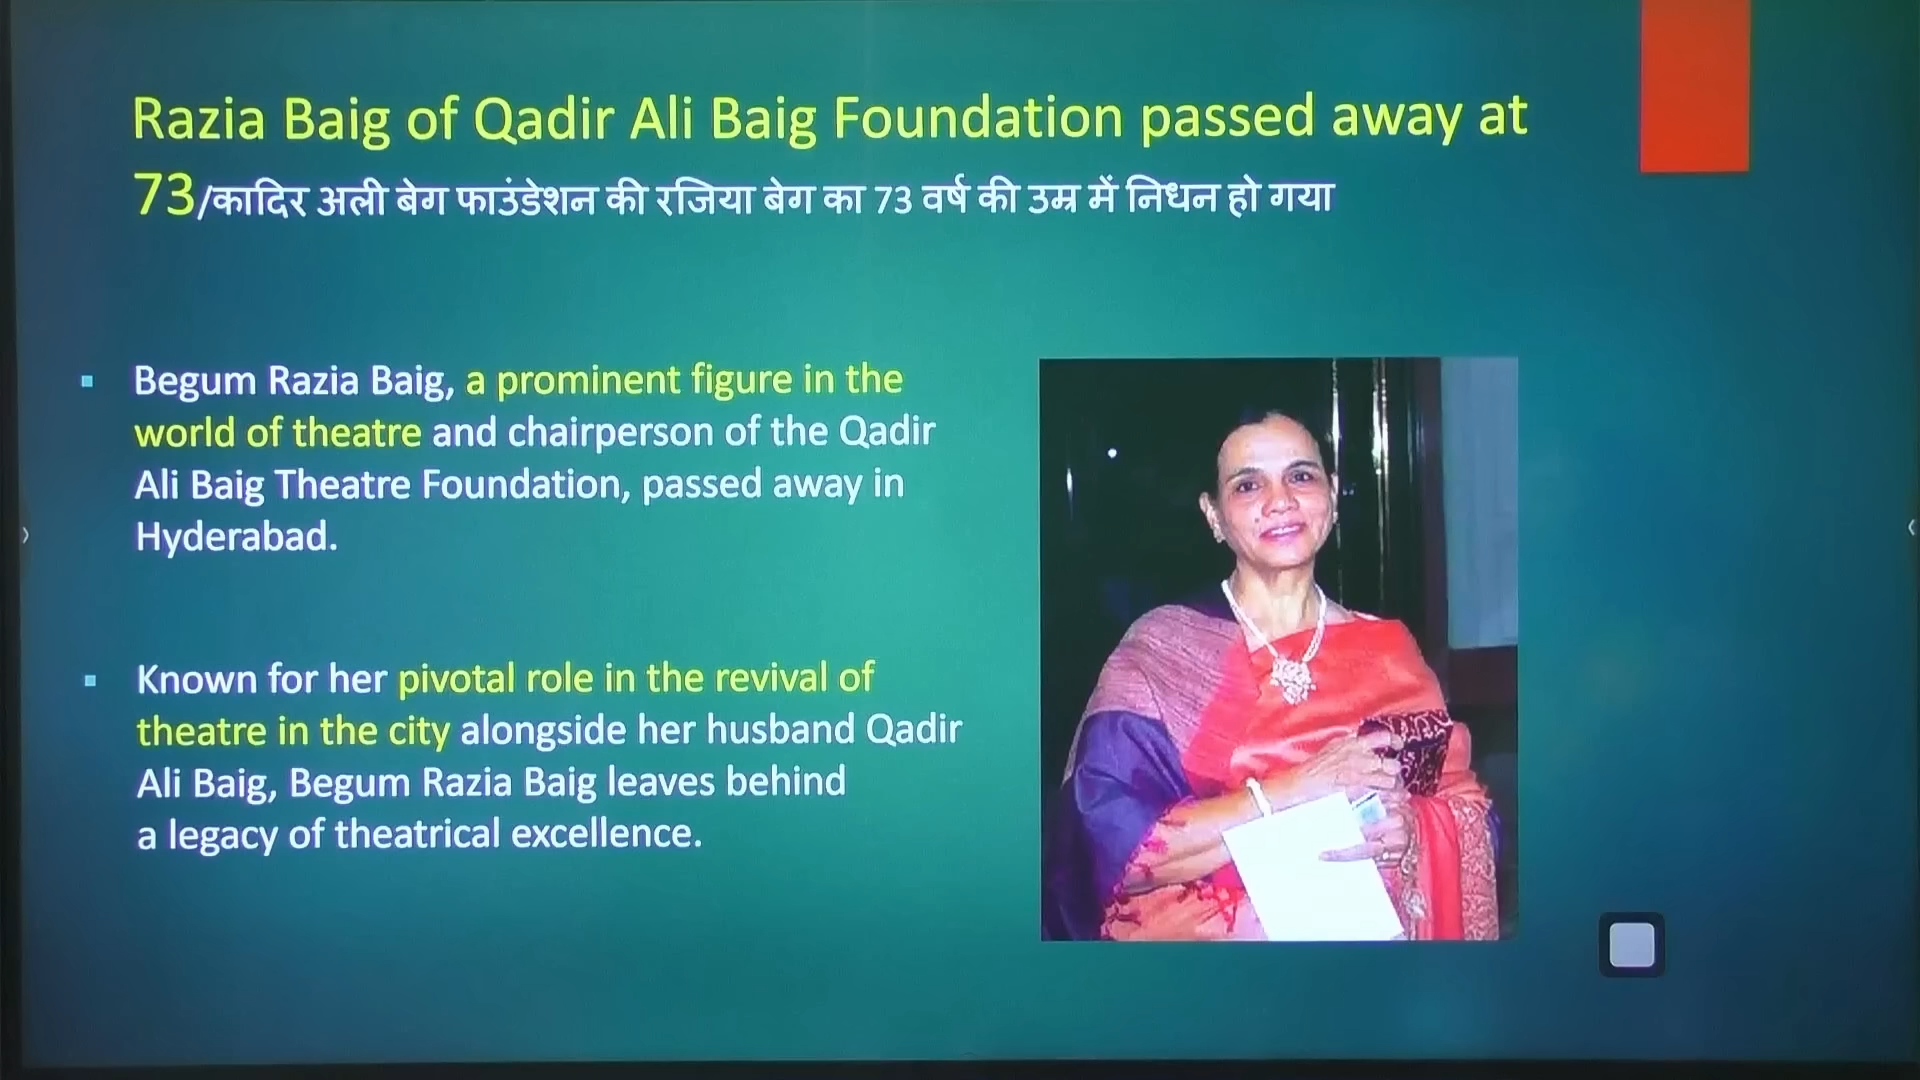 Razia Baig of Qadir Ali Baig Foundation passed away at
73/कादिर अली बेग फाउंडेशन की रजिया बेग का 73 वर्ष की उम्र में निधन हो गया
Begum Razia Baig, a prominent figure in the
world of theatre and chairperson of the Qadir
Ali Baig Theatre Foundation, passed away in
Hyderabad.
Known for her pivotal role in the revival of
theatre in the city alongside her husband Qadir
Ali Baig, Begum Razia Baig leaves behind
a legacy of theatrical excellence.